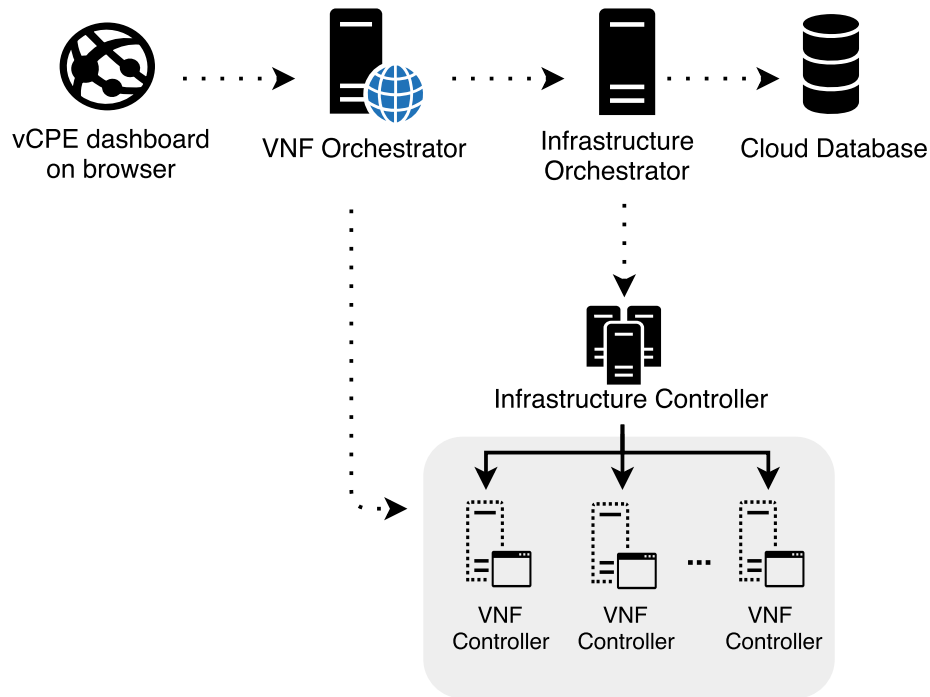 vCPE dashboard
on browser
VNF Orchestrator
Infrastructure
Orchestrator
Cloud Database
Infrastructure Controller
VNF
Controller
VNF
Controller
...
VNF
Controller